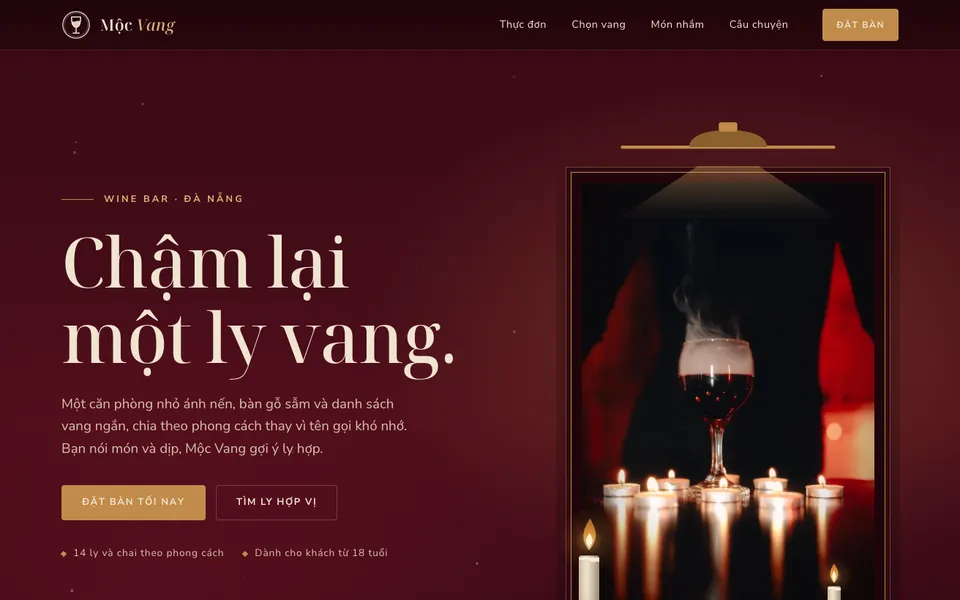 Mộc Vang
Thực đơn
Chọn vang
Món nhắm
Câu chuyện
ĐẶT BÀN
WINE BAR · ĐÀ NẴNG
Chậm lại
một ly vang.
Một căn phòng nhỏ ánh nến, bàn gỗ sẫm và danh sách
vang ngắn, chia theo phong cách thay vì tên gọi khó nhớ.
Bạn nói món và dịp, Mộc Vang gợi ý ly hợp.
ĐẶT BÀN TỐI NAY
TÌM LY HỢP VỊ
14 ly và chai theo phong cách
Dành cho khách từ 18 tuổi